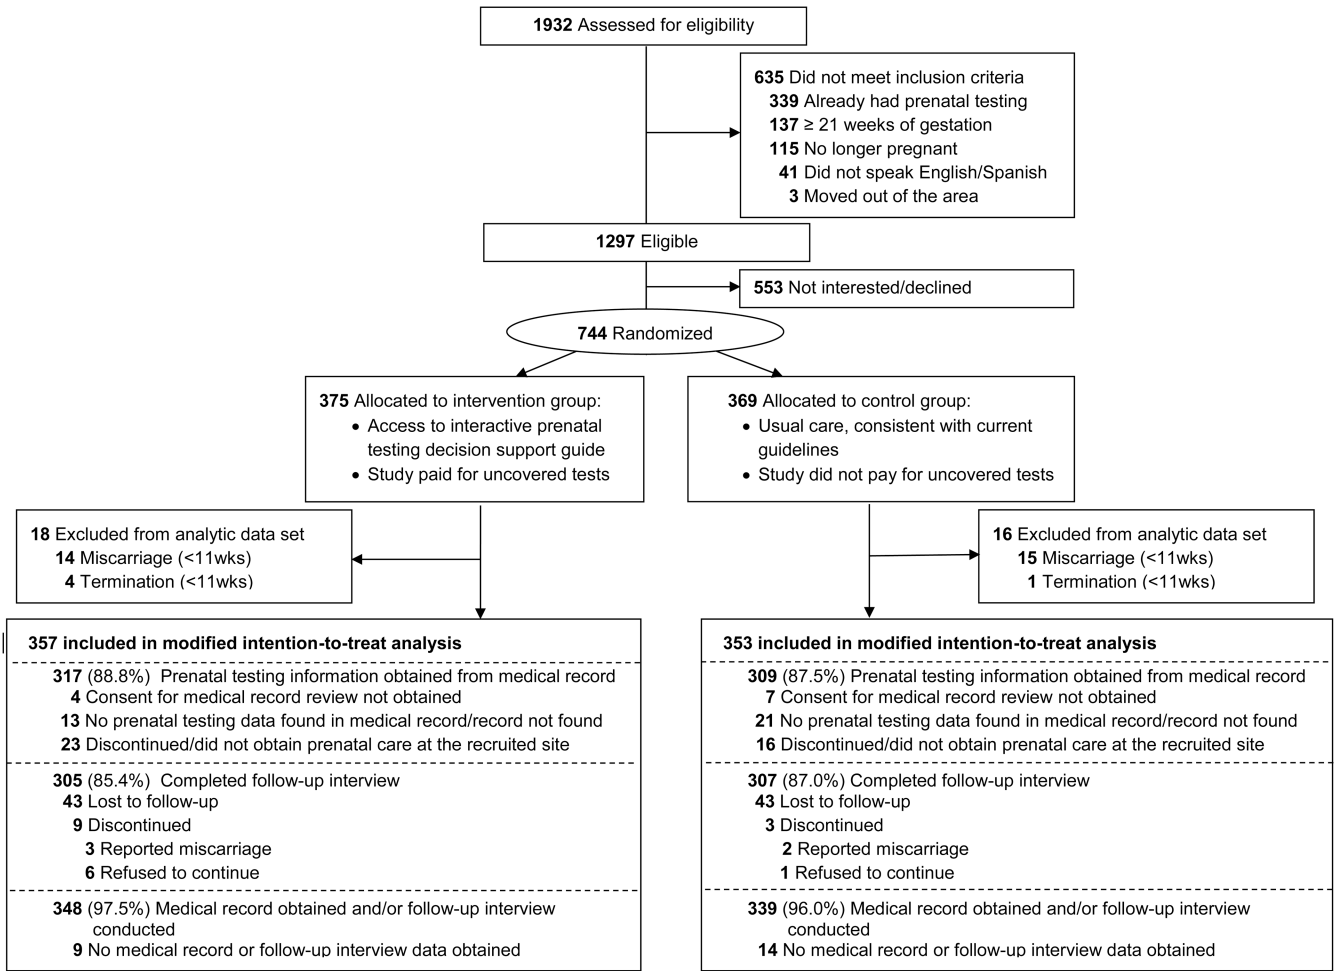 1932 Assessed for eligibility
635 Did not meet inclusion criteria
339 Already had prenatal testing
137 ≥ 21 weeks of gestation
115 No longer pregnant
41 Did not speak English/Spanish
3 Moved out of the area
1297 Eligible
553 Not interested/declined
744 Randomized
375 Allocated to intervention group:
• Access to interactive prenatal
testing decision support guide
• Study paid for uncovered tests
369 Allocated to control group:
• Usual care, consistent with current
guidelines
• Study did not pay for uncovered tests
18 Excluded from analytic data set
14 Miscarriage (<11wks)
4 Termination (<11wks)
16 Excluded from analytic data set
15 Miscarriage (<11wks)
1 Termination (<11wks)
357 included in modified intention-to-treat analysis
317 (88.8%) Prenatal testing information obtained from medical record
4 Consent for medical record review not obtained
13 No prenatal testing data found in medical record/record not found
23 Discontinued/did not obtain prenatal care at the recruited site
305 (85.4%) Completed follow-up interview
43 Lost to follow-up
9 Discontinued
3 Reported miscarriage
6 Refused to continue
348 (97.5%) Medical record obtained and/or follow-up interview
conducted
9 No medical record or follow-up interview data obtained
353 included in modified intention-to-treat analysis
309 (87.5%) Prenatal testing information obtained from medical record
7 Consent for medical record review not obtained
21 No prenatal testing data found in medical record/record not found
16 Discontinued/did not obtain prenatal care at the recruited site
307 (87.0%) Completed follow-up interview
43 Lost to follow-up
3 Discontinued
2 Reported miscarriage
1 Refused to continue
339 (96.0%) Medical record obtained and/or follow-up interview
conducted
14 No medical record or follow-up interview data obtained